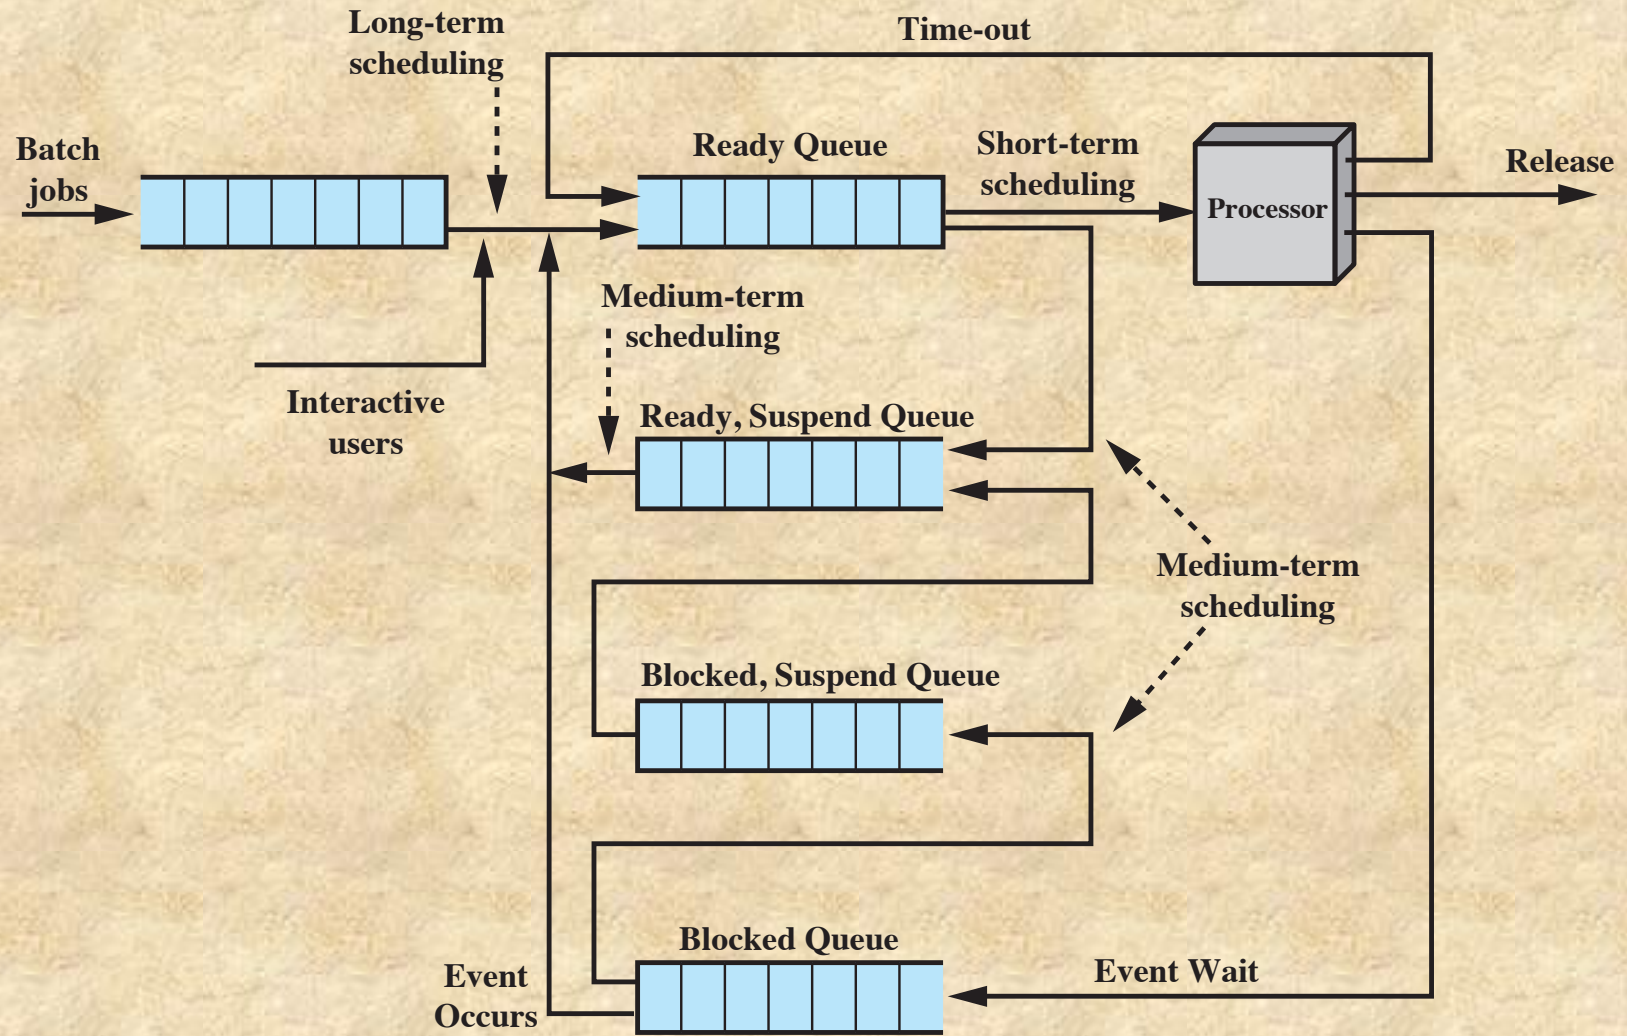 Long-term
scheduling
Time-out
Batch
jobs
Ready Queue
Short-term
scheduling
Processor
Release
Medium-term
scheduling
Interactive
users
Ready, Suspend Queue
Medium-term
scheduling
Blocked, Suspend Queue
Blocked Queue
Event
Occurs
Event Wait